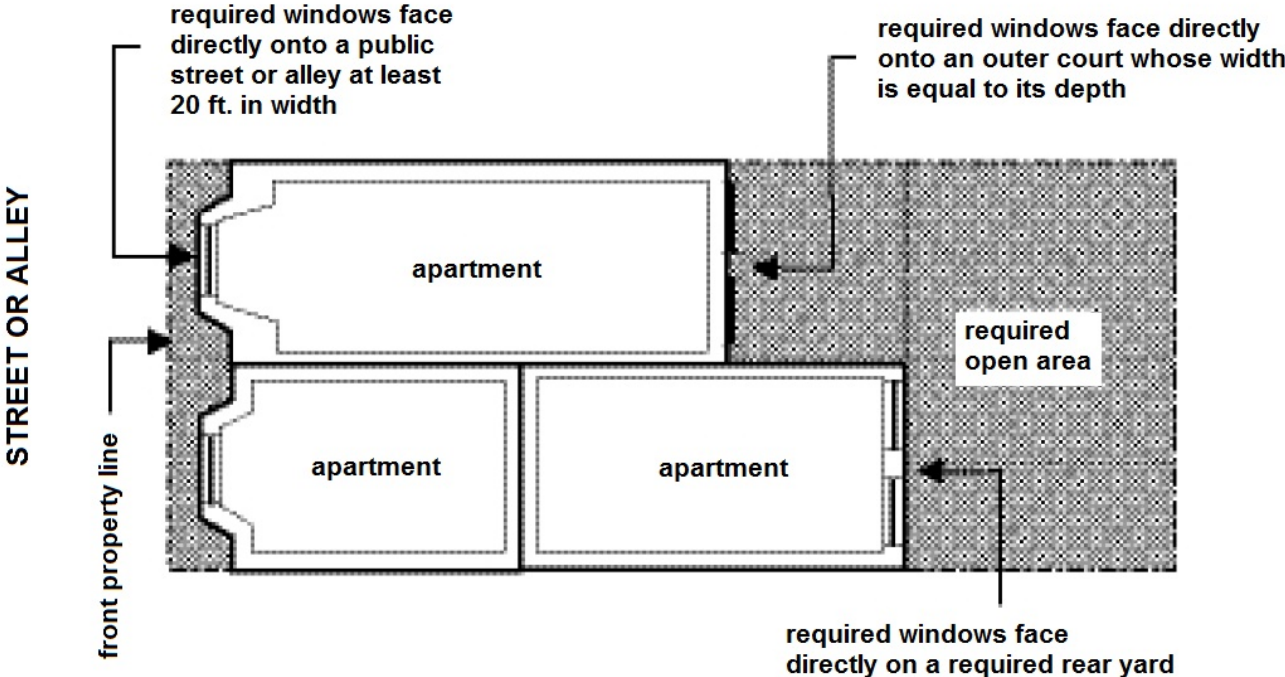 required windows face
directly onto a public
street or alley at least
20 ft. in width
required windows face directly
onto an outer court whose width
is equal to its depth
STREET OR ALLEY
apartment
required
open area
front property line
apartment
apartment
required windows face
directly on a required rear yard